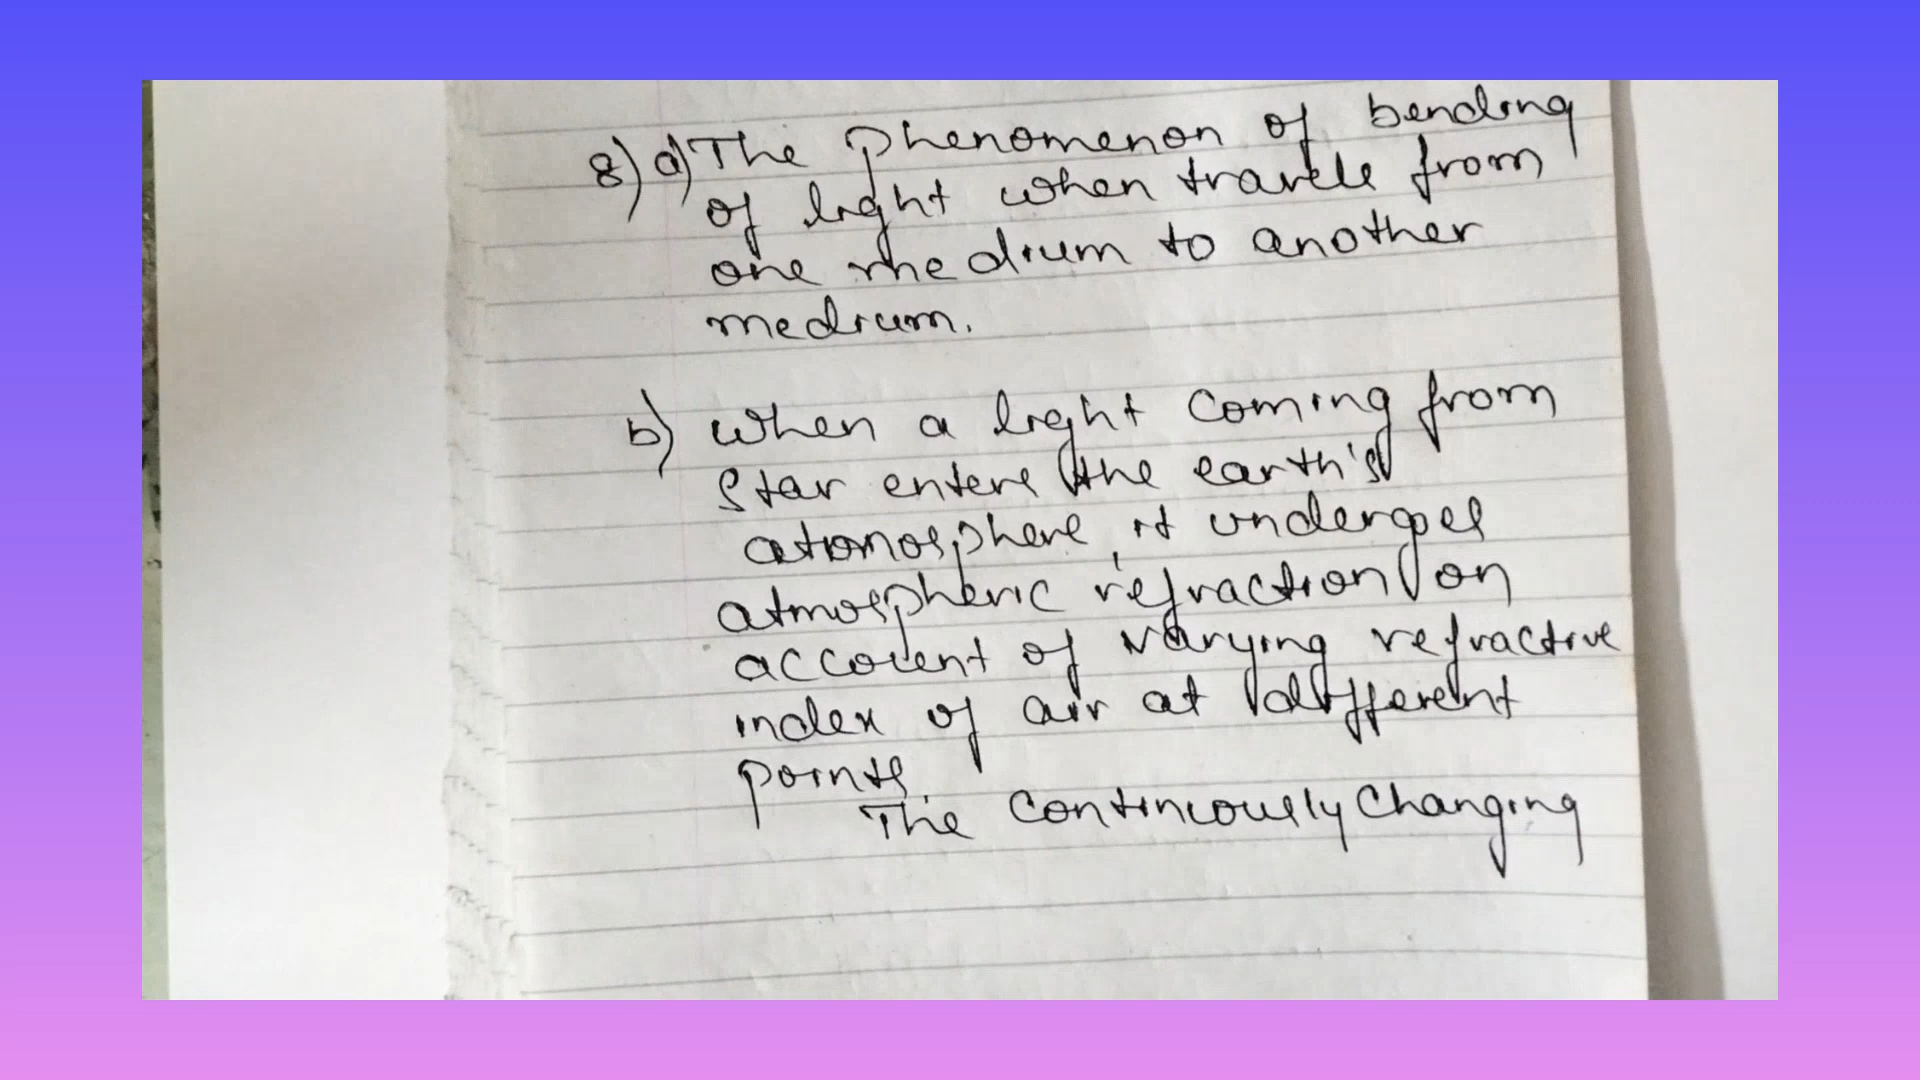 8) a) The phenomenon of bending
of light when travels from
one medium to another
medium.
b) when a light coming from
star enters the earth's
atmosphere, it undergoes
atmospheric refraction on
account of varying refractive
index of air at different
points.
The continuously changing